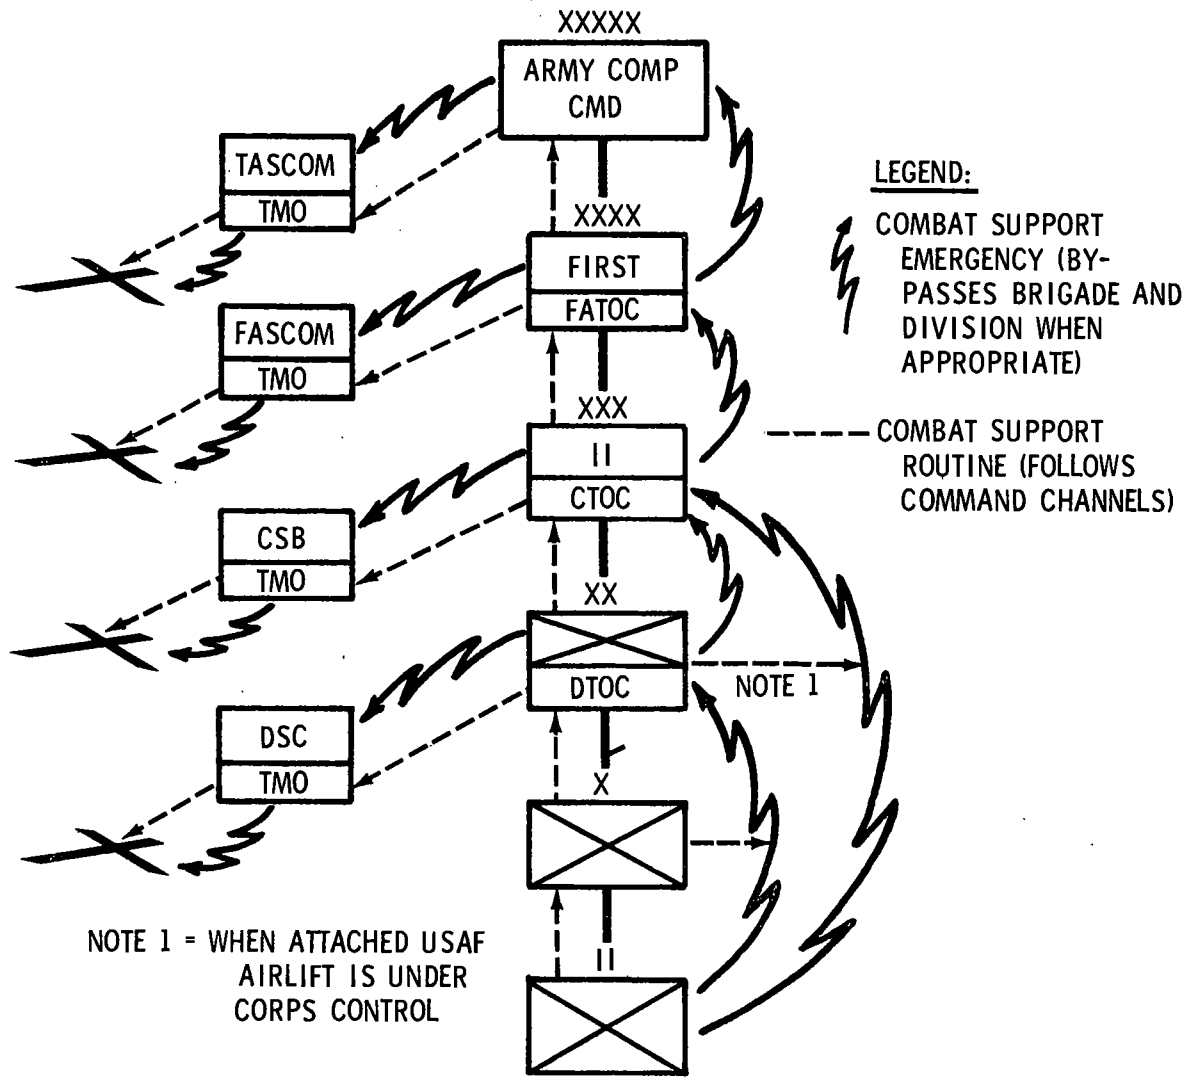 XXXXX
ARMY COMP
CMD
TASCOM
TMO
XXXX
FIRST
FATOC
LEGEND:
COMBAT SUPPORT
EMERGENCY (BY-
PASSES BRIGADE AND
DIVISION WHEN
APPROPRIATE)
FASCOM
TMO
XXX
II
CTOC
COMBAT SUPPORT
ROUTINE (FOLLOWS
COMMAND CHANNELS)
CSB
TMO
XX
DTOC
NOTE 1
DSC
TMO
X
II
NOTE 1 = WHEN ATTACHED USAF
AIRLIFT IS UNDER
CORPS CONTROL